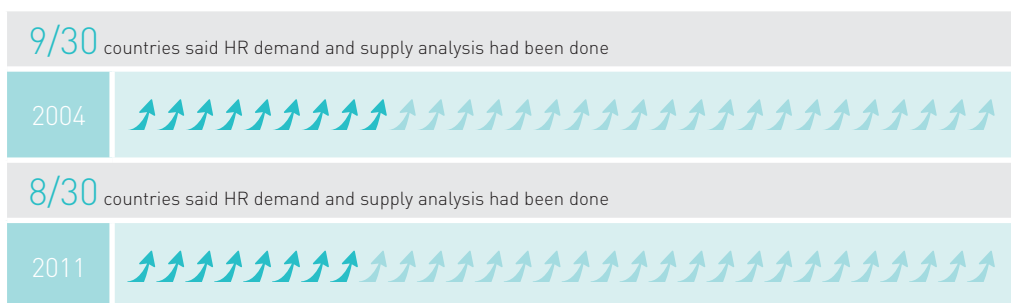 9/30 countries said HR demand and supply analysis had been done
2004
8/30 countries said HR demand and supply analysis had been done
2011